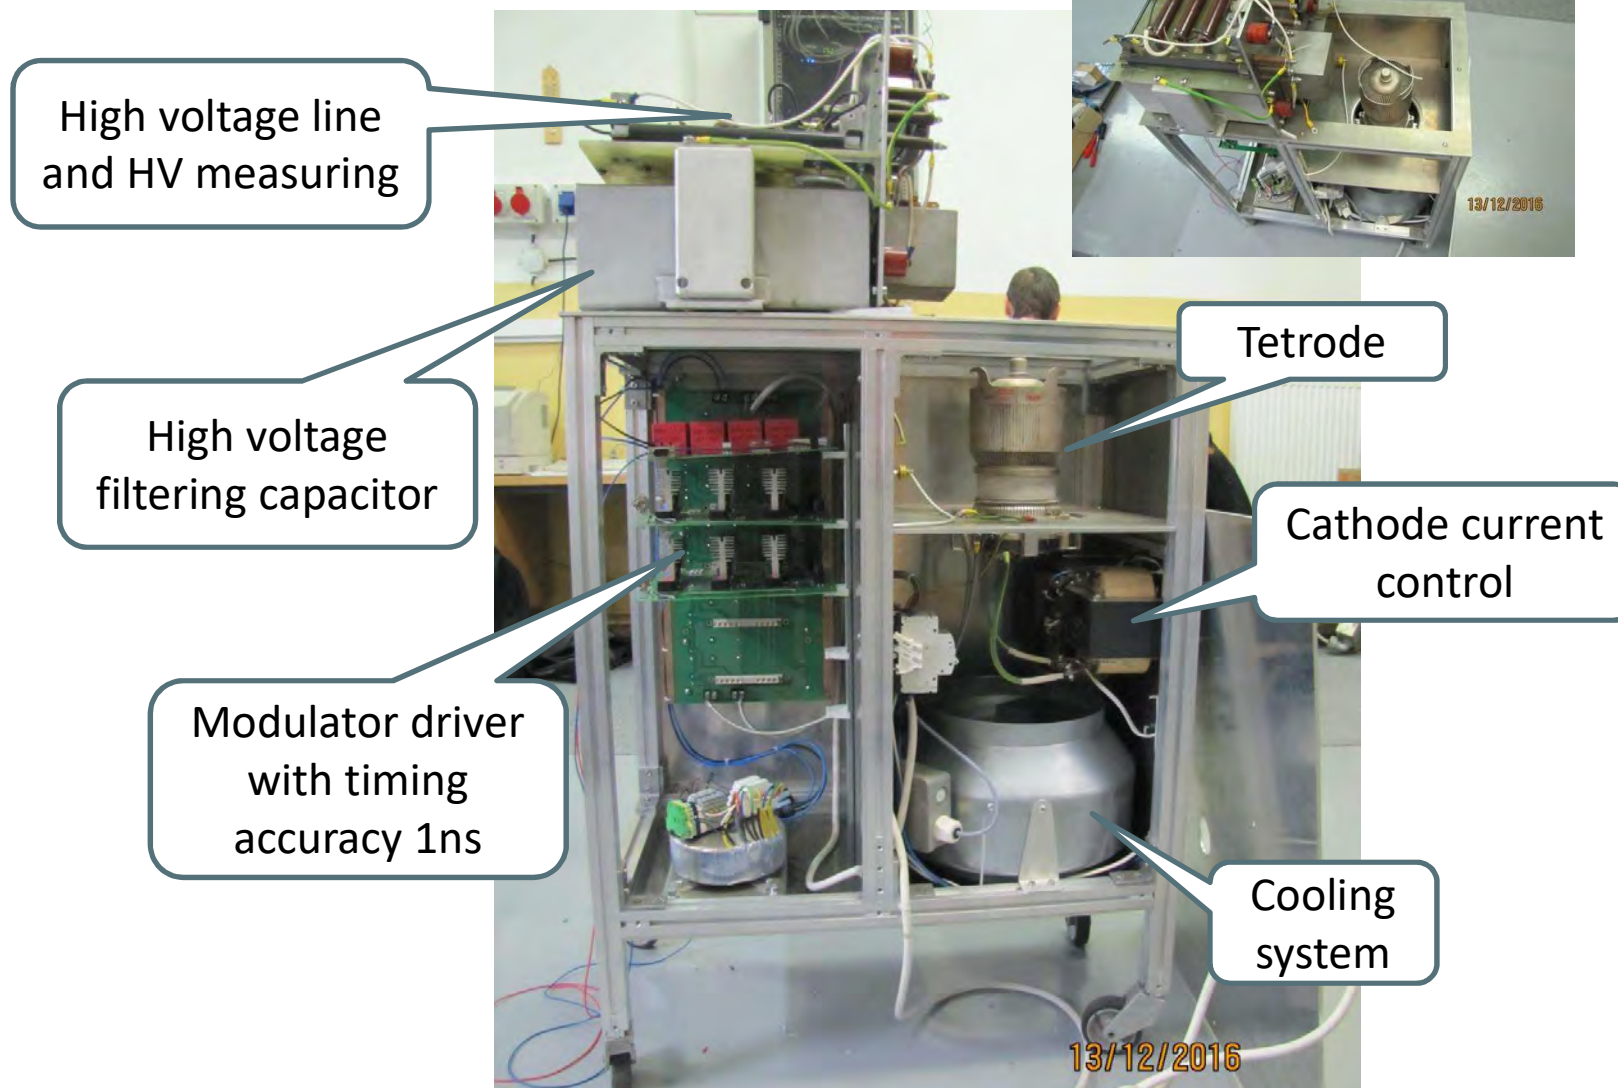 High voltage line
and HV measuring
13/12/2016
Tetrode
High voltage
filtering capacitor
Cathode current
control
Modulator driver
with timing
accuracy 1ns
Cooling
system
13/12/2016